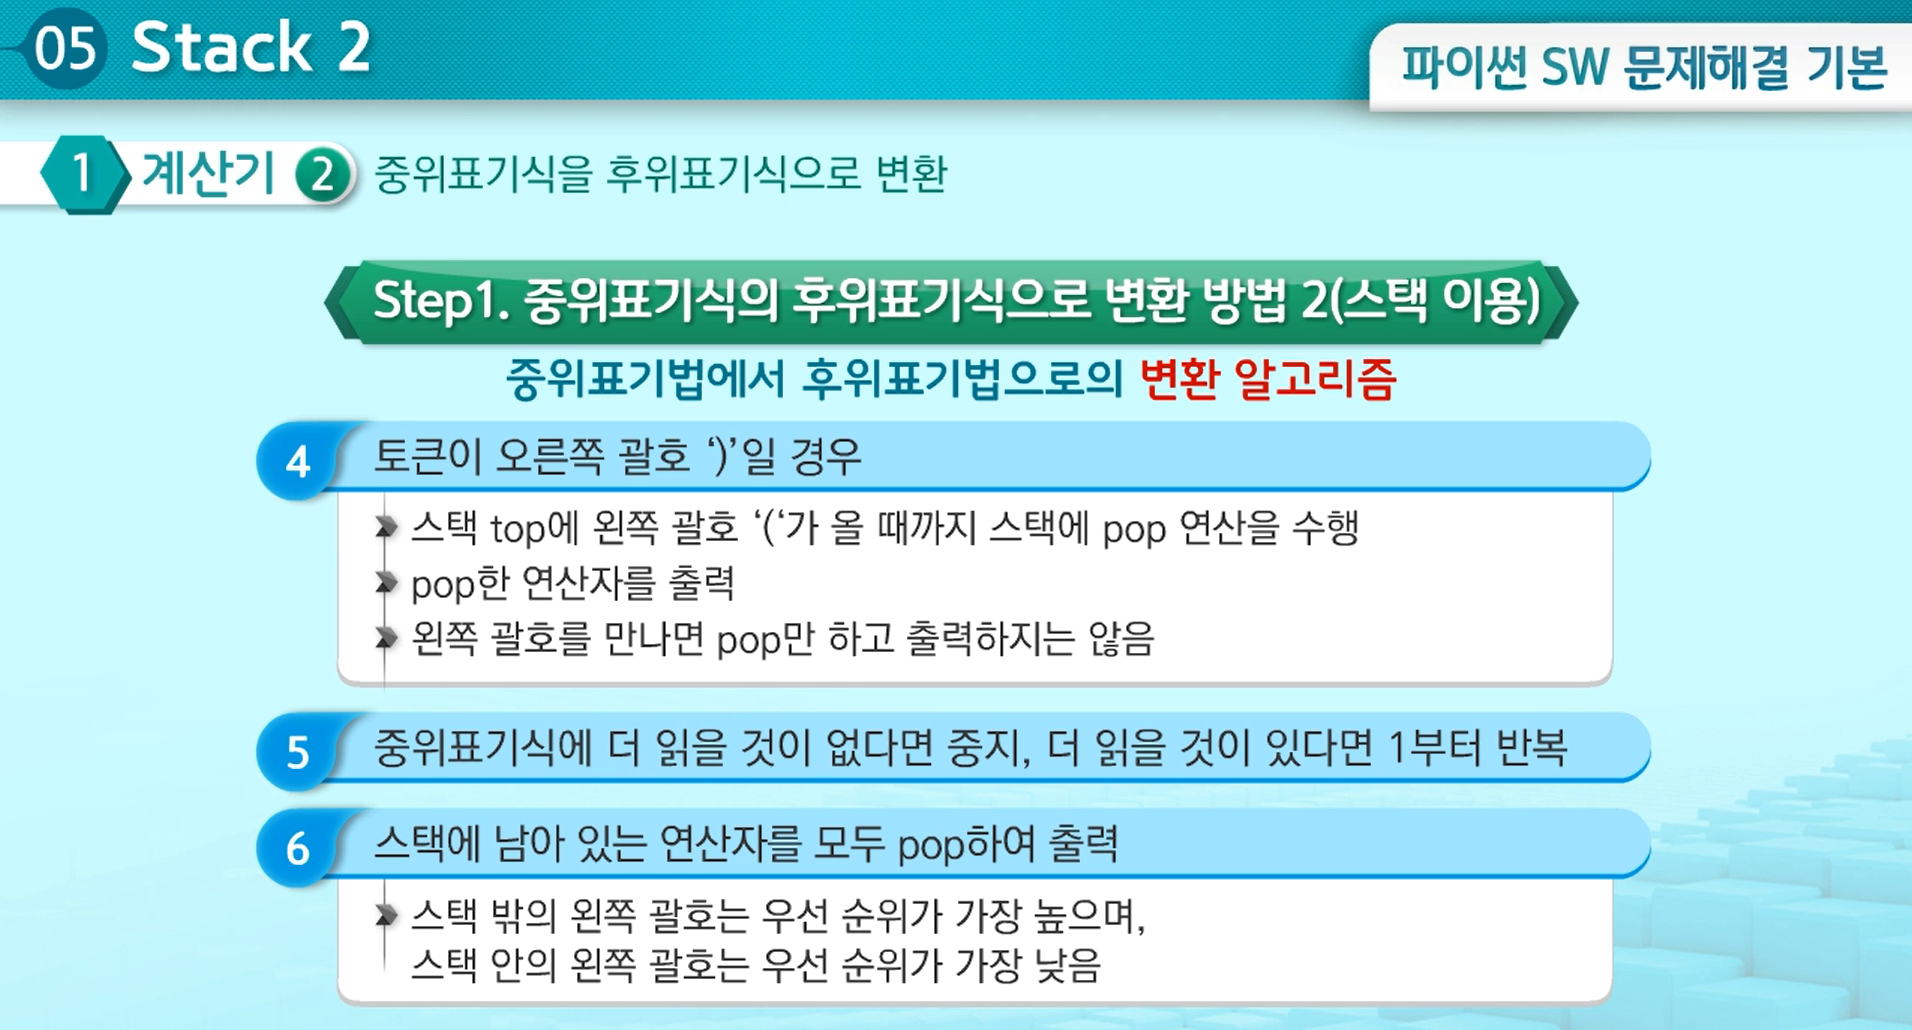 05 Stack 2
파이썬 SW 문제해결 기본
1 계산기 2 중위표기식을 후위표기식으로 변환
Step1. 중위표기식의 후위표기식으로 변환 방법 2(스택 이용)
중위표기법에서 후위표기법으로의 변환 알고리즘
4 토큰이 오른쪽 괄호 ‘)’일 경우
스택 top에 왼쪽 괄호 ‘(‘가 올 때까지 스택에 pop 연산을 수행
pop한 연산자를 출력
왼쪽 괄호를 만나면 pop만 하고 출력하지는 않음
5 중위표기식에 더 읽을 것이 없다면 중지, 더 읽을 것이 있다면 1부터 반복
6 스택에 남아 있는 연산자를 모두 pop하여 출력
스택 밖의 왼쪽 괄호는 우선 순위가 가장 높으며,
스택 안의 왼쪽 괄호는 우선 순위가 가장 낮음